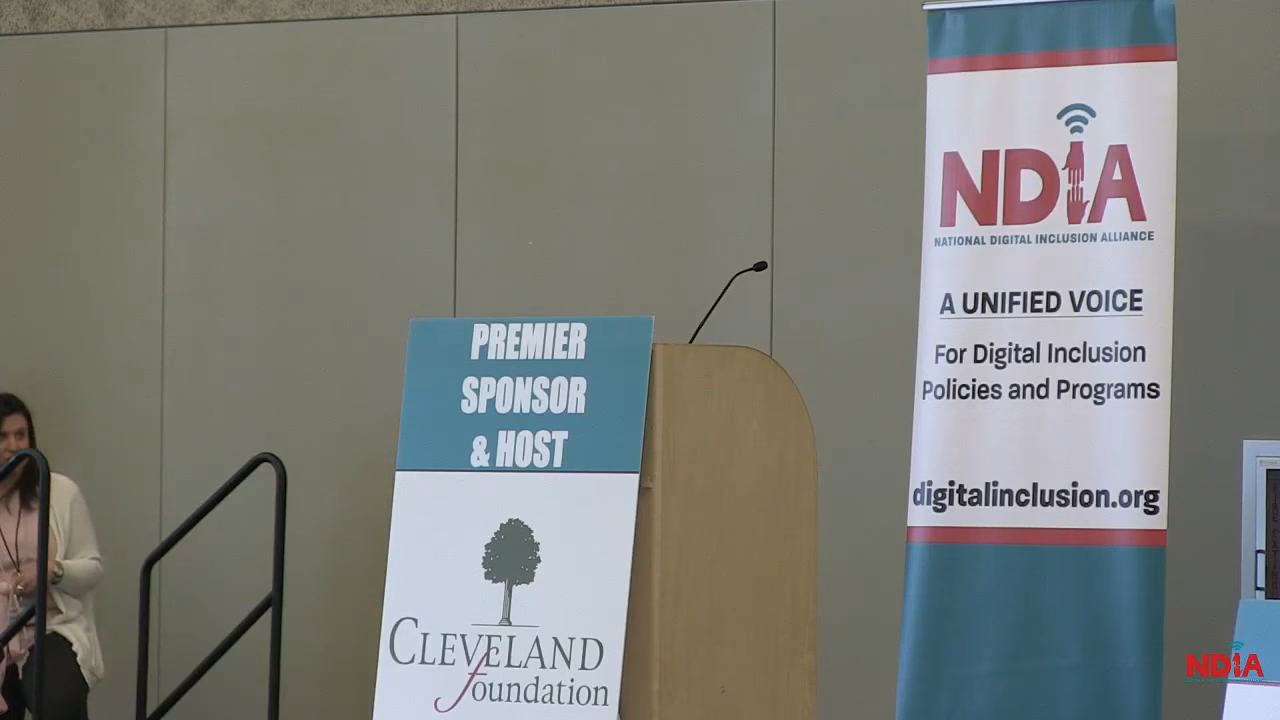 PREMIER
SPONSOR
& HOST
CLEVELAND
foundation
NDIA
NATIONAL DIGITAL INCLUSION ALLIANCE
A UNIFIED VOICE
For Digital Inclusion
Policies and Programs
digitalinclusion.org
NDIA